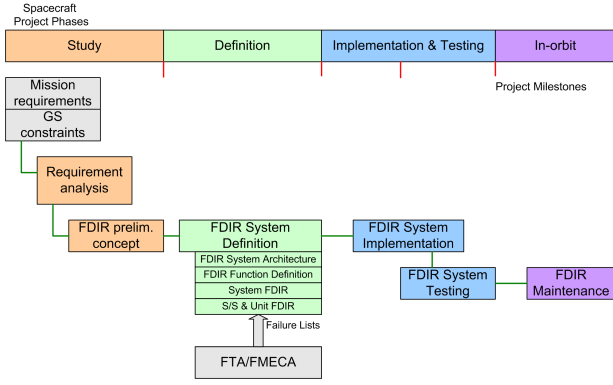 Spacecraft
Project Phases
Study
Definition
Implementation & Testing
In-orbit
Project Milestones
Mission
requirements
GS
constraints
Requirement
analysis
FDIR prelim.
concept
FDIR System
Definition
FDIR System Architecture
FDIR Function Definition
System FDIR
S/S & Unit FDIR
FDIR System
Implementation
FDIR System
Testing
FDIR
Maintenance
Failure Lists
FTA/FMECA